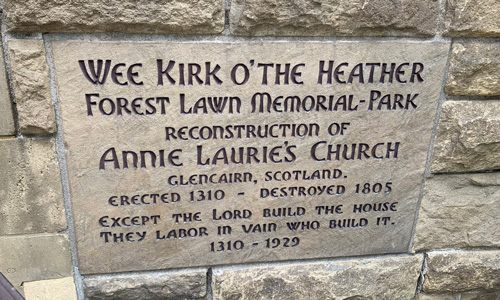 WEE KIRK O'THE HEATHER
FOREST LAWN MEMORIAL-PARK
RECONSTRUCTION OF
ANNIE LAURIE'S CHURCH
GLENCAIRN, SCOTLAND.
ERECTED 1310 - DESTROYED 1805
EXCEPT THE LORD BUILD THE HOUSE
THEY LABOR IN VAIN WHO BUILD IT.
1310 - 1929